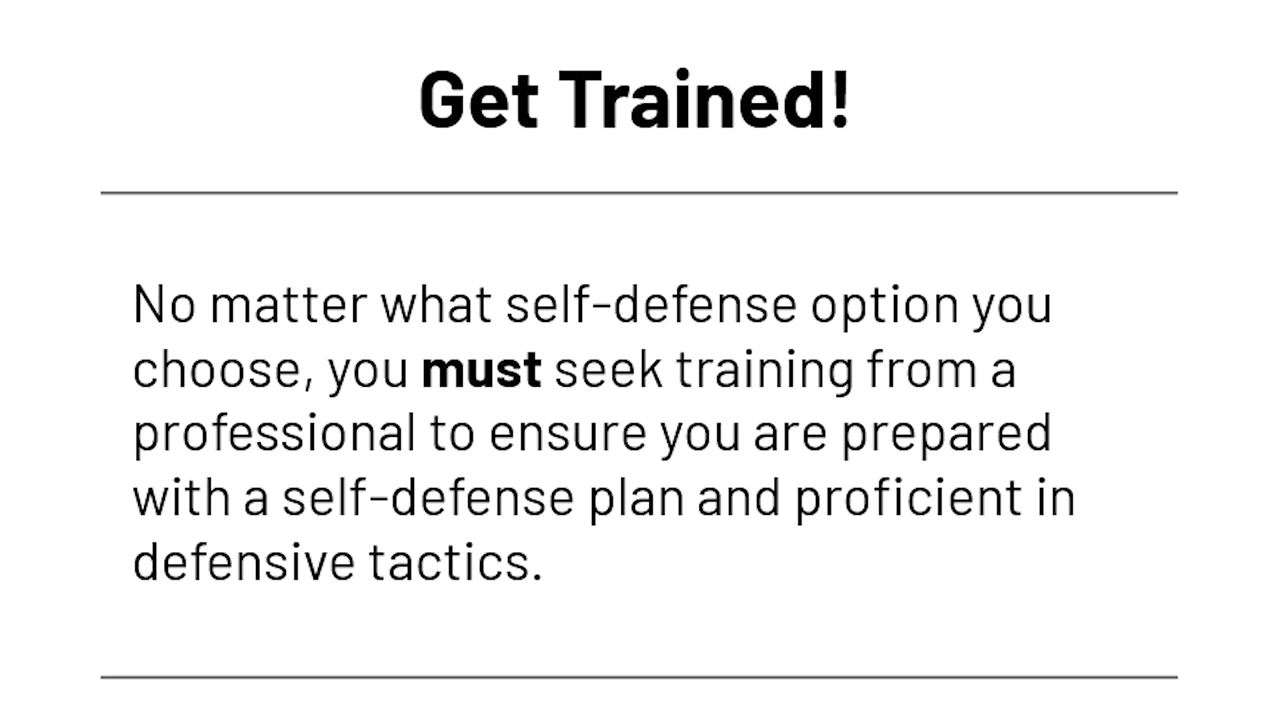 Get Trained!
No matter what self-defense option you
choose, you must seek training from a
professional to ensure you are prepared
with a self-defense plan and proficient in
defensive tactics.